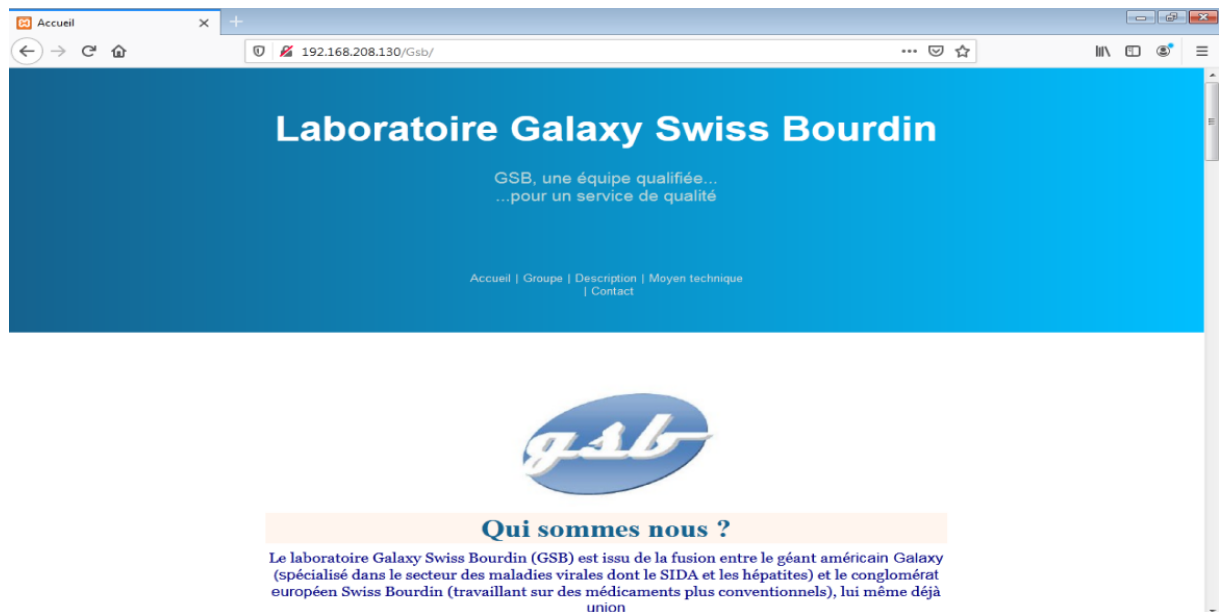 Accueil
192.168.208.130/Gsb/
Laboratoire Galaxy Swiss Bourdin
GSB, une équipe qualifiée...
...pour un service de qualité
Accueil | Groupe | Description | Moyen technique
| Contact
gsb
Qui sommes nous ?
Le laboratoire Galaxy Swiss Bourdin (GSB) est issu de la fusion entre le géant américain Galaxy
(spécialisé dans le secteur des maladies virales dont le SIDA et les hépatites) et le conglomérat
européen Swiss Bourdin (travaillant sur des médicaments plus conventionnels), lui même déjà
union